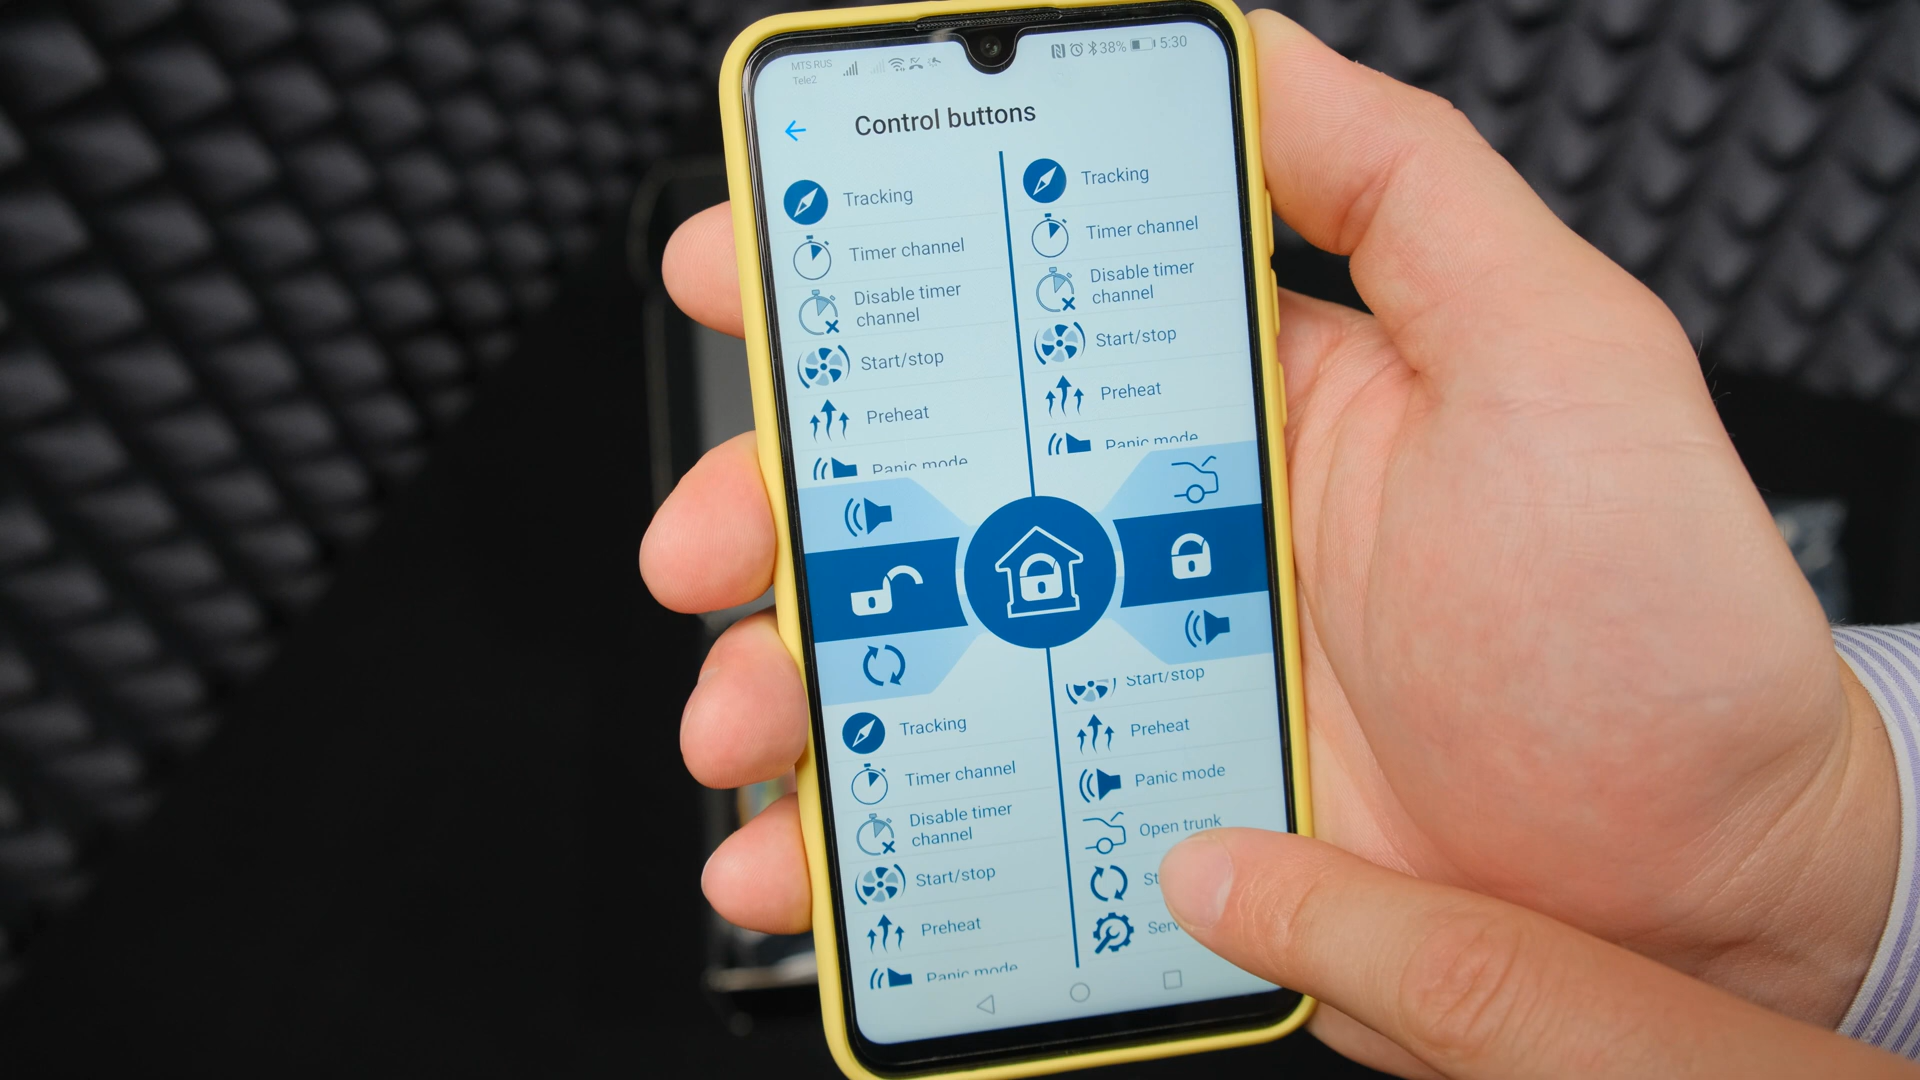 MTS RUS
Tele2
38% 5:30
Control buttons
Tracking
Timer channel
Disable timer
channel
Start/stop
Preheat
Panic mode
Tracking
Timer channel
Disable timer
channel
Start/stop
Preheat
Panic mode
Tracking
Timer channel
Disable timer
channel
Start/stop
Preheat
Panic mode
Start/stop
Preheat
Panic mode
Open trunk